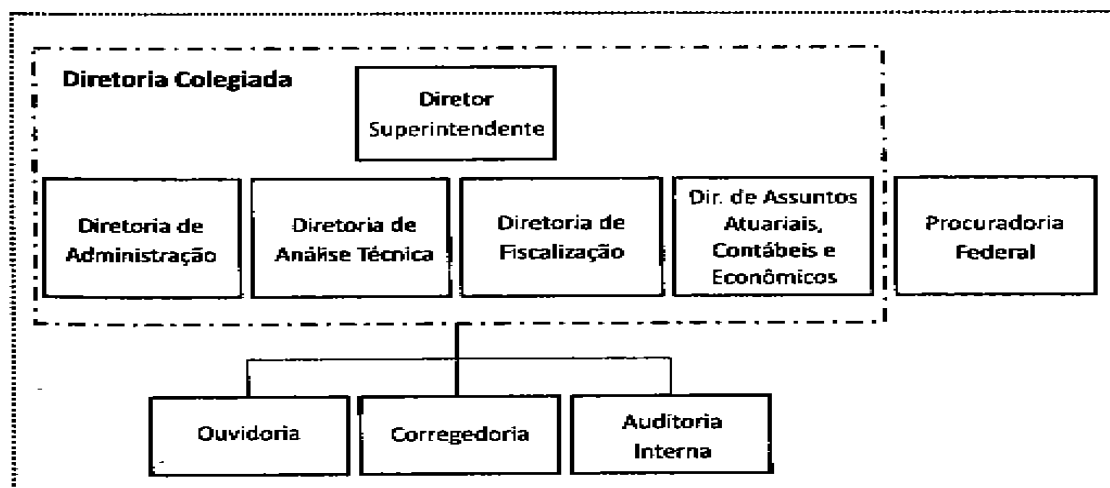 Diretoria Colegiada
Diretor
Superintendente
Diretoria de
Administração
Diretoria de
Análise Técnica
Diretoria de
Fiscalização
Dir. de Assuntos
Atuariais,
Contábeis e
Econômicos
Procuradoria
Federal
Ouvidoria
Corregedoria
Auditoria
Interna